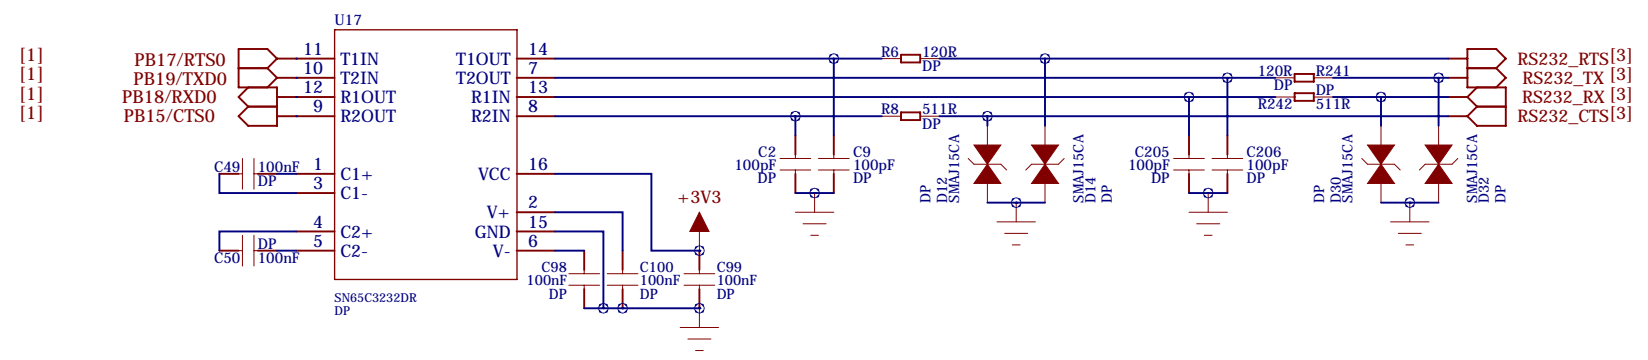 U17
[1] PB17/RTS0 11 T1IN T1OUT 14 R6 120R DP RS232_RTS [3]
[1] PB19/TXD0 10 T2IN T2OUT 7 120R R241 DP RS232_TX [3]
[1] PB18/RXD0 12 R1OUT R1IN 13 DP R242 511R RS232_RX [3]
[1] PB15/CTS0 9 R2OUT R2IN 8 R8 511R DP RS232_CTS [3]
C49 100nF DP
1 C1+
3 C1-
4 C2+
5 C2-
DP C50 100nF
VCC 16
V+ 2
GND 15
V- 6
+3V3
C98 100nF DP
C100 100nF DP
C99 100nF DP
C2 100pF DP
C9 100pF DP
DP D12 SMAJ15CA
SMAJ15CA D14 DP
C205 100pF DP
C206 100pF DP
DP D30 SMAJ15CA
SMAJ15CA D32 DP
SN65C3232DR
DP